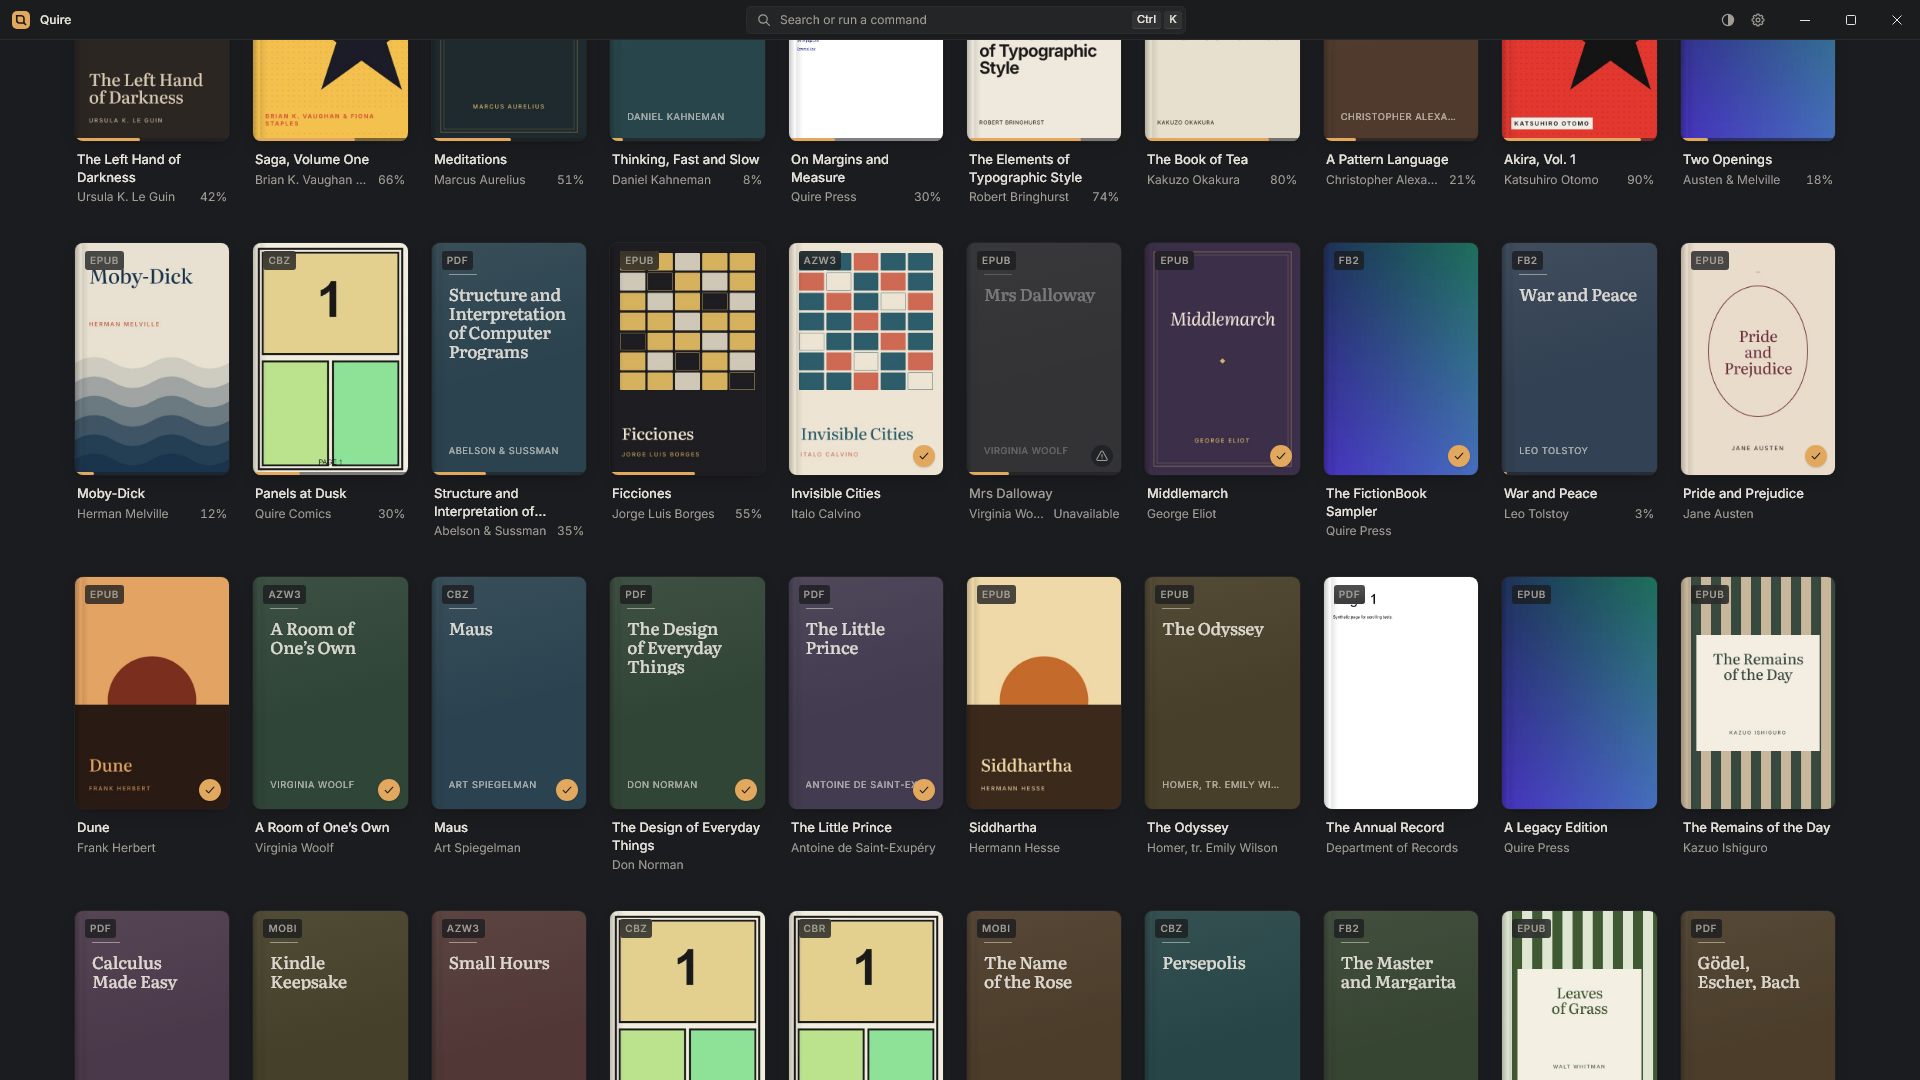 Quire
Search or run a command
Ctrl K
The Left Hand
of Darkness
URSULA K. LE GUIN
BRIAN K. VAUGHAN & FIONA
STAPLES
MARCUS AURELIUS
DANIEL KAHNEMAN
of Typographic
Style
ROBERT BRINGHURST
KAKUZO OKAKURA
CHRISTOPHER ALEXA...
KATSUHIRO OTOMO
The Left Hand of
Darkness
Ursula K. Le Guin 42%
Saga, Volume One
Brian K. Vaughan ... 66%
Meditations
Marcus Aurelius 51%
Thinking, Fast and Slow
Daniel Kahneman 8%
On Margins and
Measure
Quire Press 30%
The Elements of
Typographic Style
Robert Bringhurst 74%
The Book of Tea
Kakuzo Okakura 80%
A Pattern Language
Christopher Alexa... 21%
Akira, Vol. 1
Katsuhiro Otomo 90%
Two Openings
Austen & Melville 18%
EPUB
Moby-Dick
HERMAN MELVILLE
CBZ
1
PAGE 1
PDF
Structure and
Interpretation
of Computer
Programs
ABELSON & SUSSMAN
EPUB
Ficciones
JORGE LUIS BORGES
AZW3
Invisible Cities
ITALO CALVINO
EPUB
Mrs Dalloway
VIRGINIA WOOLF
EPUB
Middlemarch
GEORGE ELIOT
FB2
FB2
War and Peace
LEO TOLSTOY
EPUB
Pride
and
Prejudice
JANE AUSTEN
Moby-Dick
Herman Melville 12%
Panels at Dusk
Quire Comics 30%
Structure and
Interpretation of...
Abelson & Sussman 35%
Ficciones
Jorge Luis Borges 55%
Invisible Cities
Italo Calvino
Mrs Dalloway
Virginia Wo... Unavailable
Middlemarch
George Eliot
The FictionBook
Sampler
Quire Press
War and Peace
Leo Tolstoy 3%
Pride and Prejudice
Jane Austen
EPUB
Dune
FRANK HERBERT
AZW3
A Room of
One's Own
VIRGINIA WOOLF
CBZ
Maus
ART SPIEGELMAN
PDF
The Design
of Everyday
Things
DON NORMAN
PDF
The Little
Prince
ANTOINE DE SAINT-EX
EPUB
Siddhartha
HERMANN HESSE
EPUB
The Odyssey
HOMER, TR. EMILY WI...
PDF
1
Synthetic page for scrolling tests.
EPUB
EPUB
The Remains
of the Day
KAZUO ISHIGURO
Dune
Frank Herbert
A Room of One's Own
Virginia Woolf
Maus
Art Spiegelman
The Design of Everyday
Things
Don Norman
The Little Prince
Antoine de Saint-Exupéry
Siddhartha
Hermann Hesse
The Odyssey
Homer, tr. Emily Wilson
The Annual Record
Department of Records
A Legacy Edition
Quire Press
The Remains of the Day
Kazuo Ishiguro
PDF
Calculus
Made Easy
MOBI
Kindle
Keepsake
AZW3
Small Hours
CBZ
1
CBR
1
MOBI
The Name
of the Rose
CBZ
Persepolis
FB2
The Master
and Margarita
EPUB
Leaves
of Grass
WALT WHITMAN
PDF
Gödel,
Escher, Bach